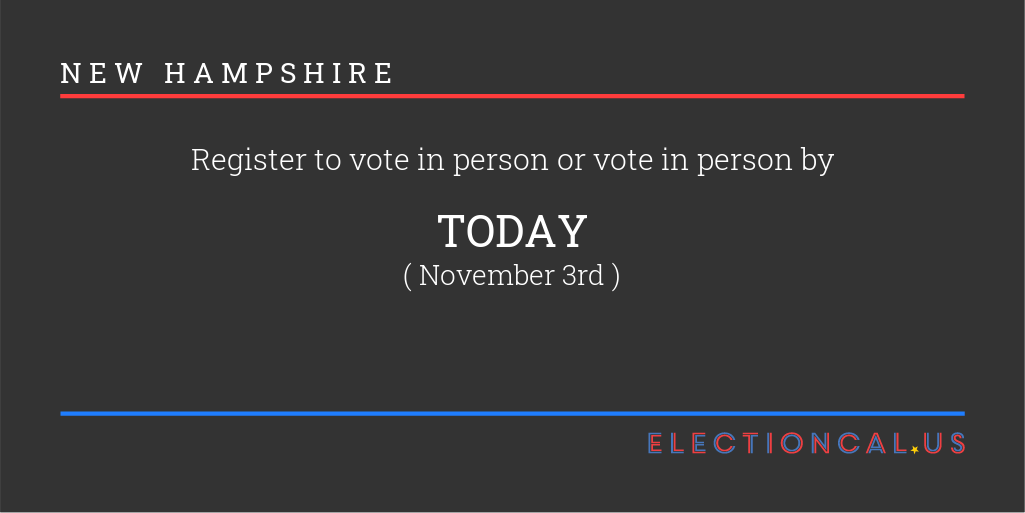 NEW HAMPSHIRE
Register to vote in person or vote in person by
TODAY
( November 3rd )
ELECTIONCAL.US